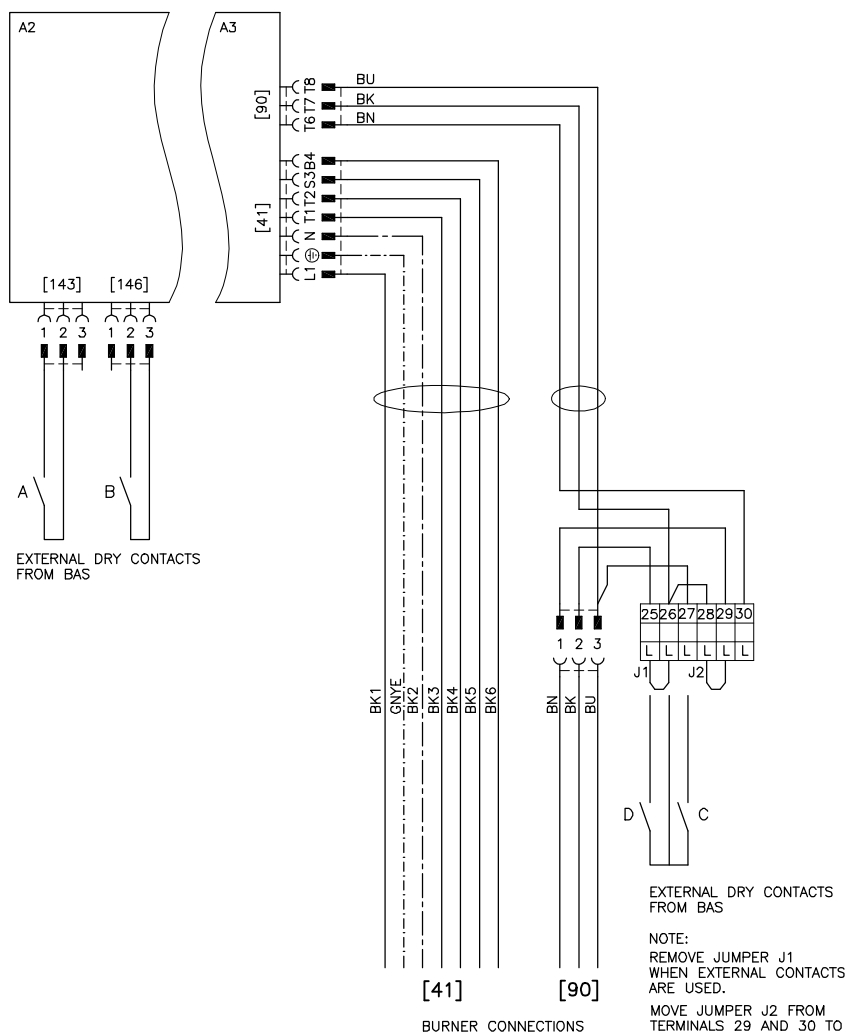 A2
A3
BU
BK
BN
[90]
T8
T7
T6
[41]
B4
S3
T2
T1
N
L1
[143] [146]
1 2 3 1 2 3
A B
EXTERNAL DRY CONTACTS
FROM BAS
25 26 27 28 29 30
1 2 3
L L L L L L
J1 J2
BK1
GNYE
BK2
BK3
BK4
BK5
BK6
BN
BK
BU
D C
EXTERNAL DRY CONTACTS
FROM BAS
NOTE:
REMOVE JUMPER J1
WHEN EXTERNAL CONTACTS
ARE USED.
MOVE JUMPER J2 FROM
TERMINALS 29 AND 30 TO
[41] [90]
BURNER CONNECTIONS